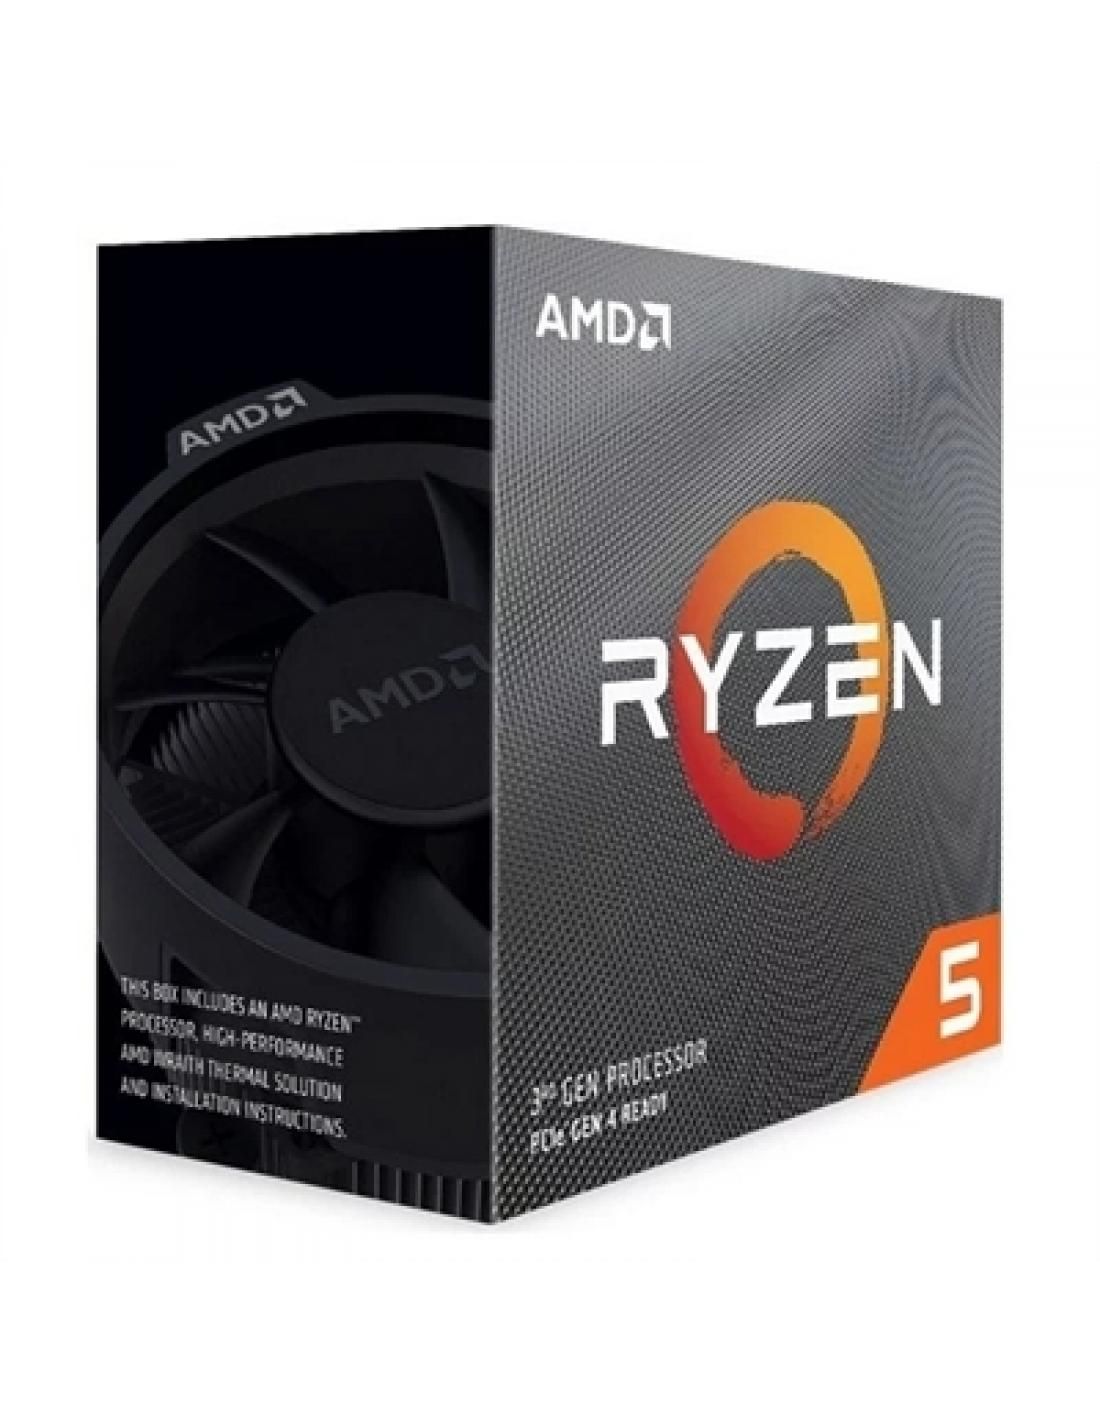 AMD
AMD
AMD
RYZEN
5
THIS BOX INCLUDES AN AMD RYZEN™
PROCESSOR, HIGH-PERFORMANCE
AMD WRAITH THERMAL SOLUTION
AND INSTALLATION INSTRUCTIONS.
3RD GEN PROCESSOR
PCIe GEN 4 READY